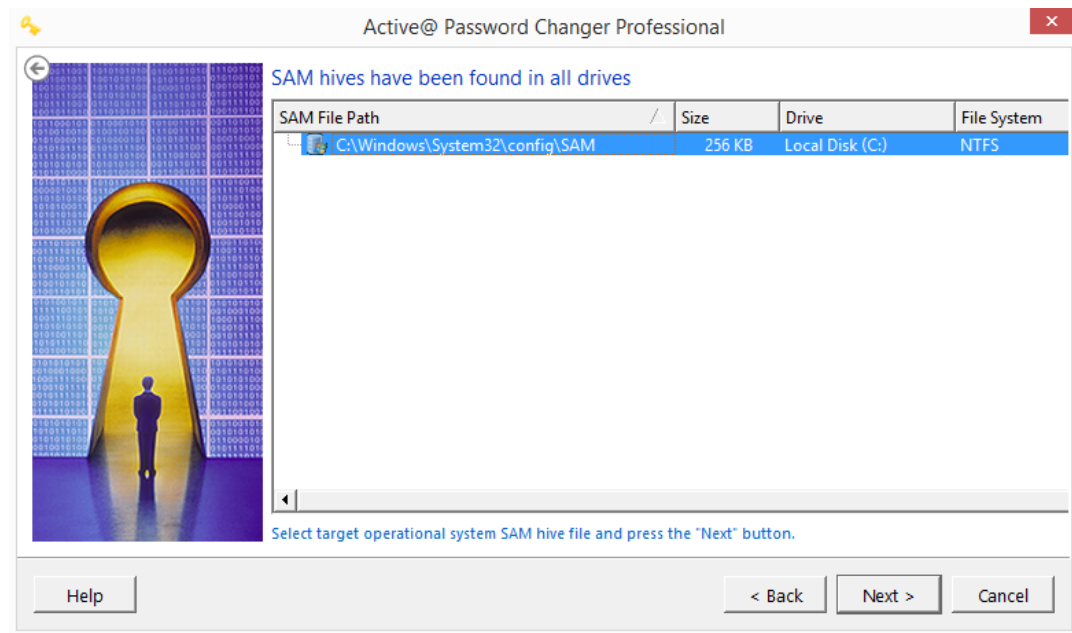 Active@ Password Changer Professional
SAM hives have been found in all drives
SAM File Path Size Drive File System
C:\Windows\System32\config\SAM 256 KB Local Disk (C:) NTFS
Select target operational system SAM hive file and press the "Next" button.
Help < Back Next > Cancel